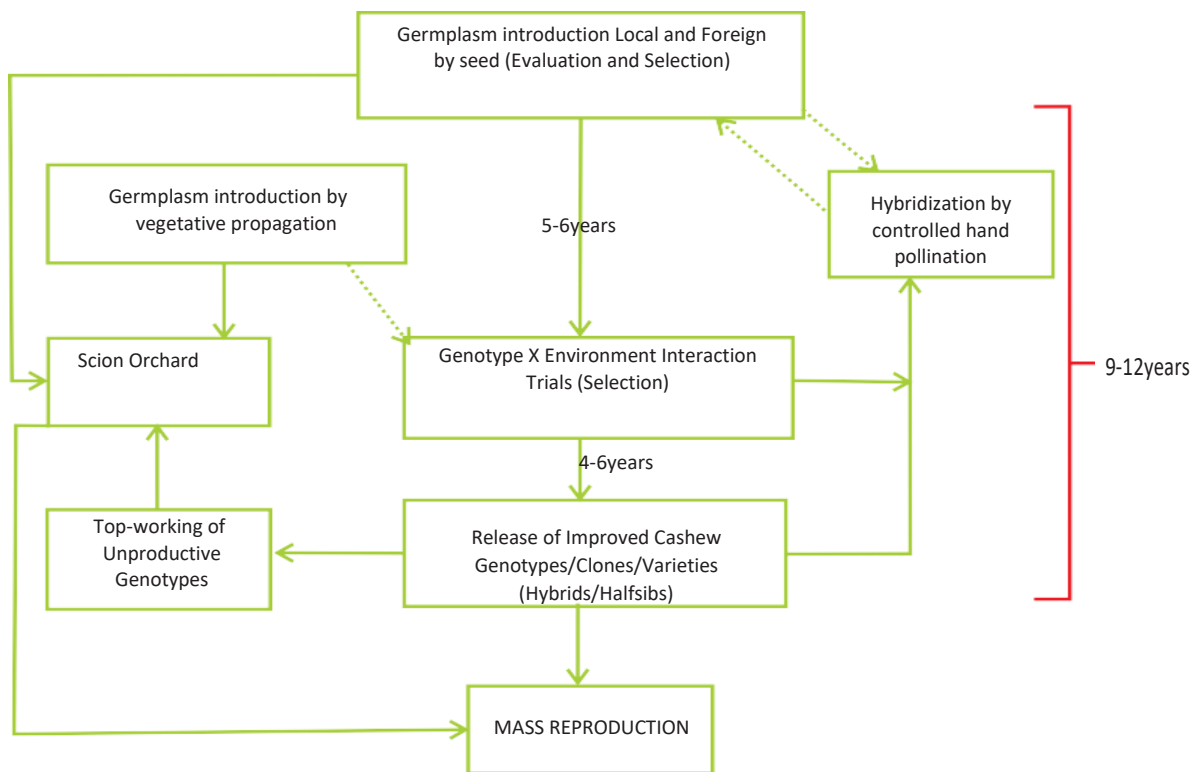 Germplasm introduction Local and Foreign
by seed (Evaluation and Selection)
Germplasm introduction by
vegetative propagation
Hybridization by
controlled hand
pollination
5-6years
Scion Orchard
Genotype X Environment Interaction
Trials (Selection)
9-12years
4-6years
Top-working of
Unproductive
Genotypes
Release of Improved Cashew
Genotypes/Clones/Varieties
(Hybrids/Halfsibs)
MASS REPRODUCTION